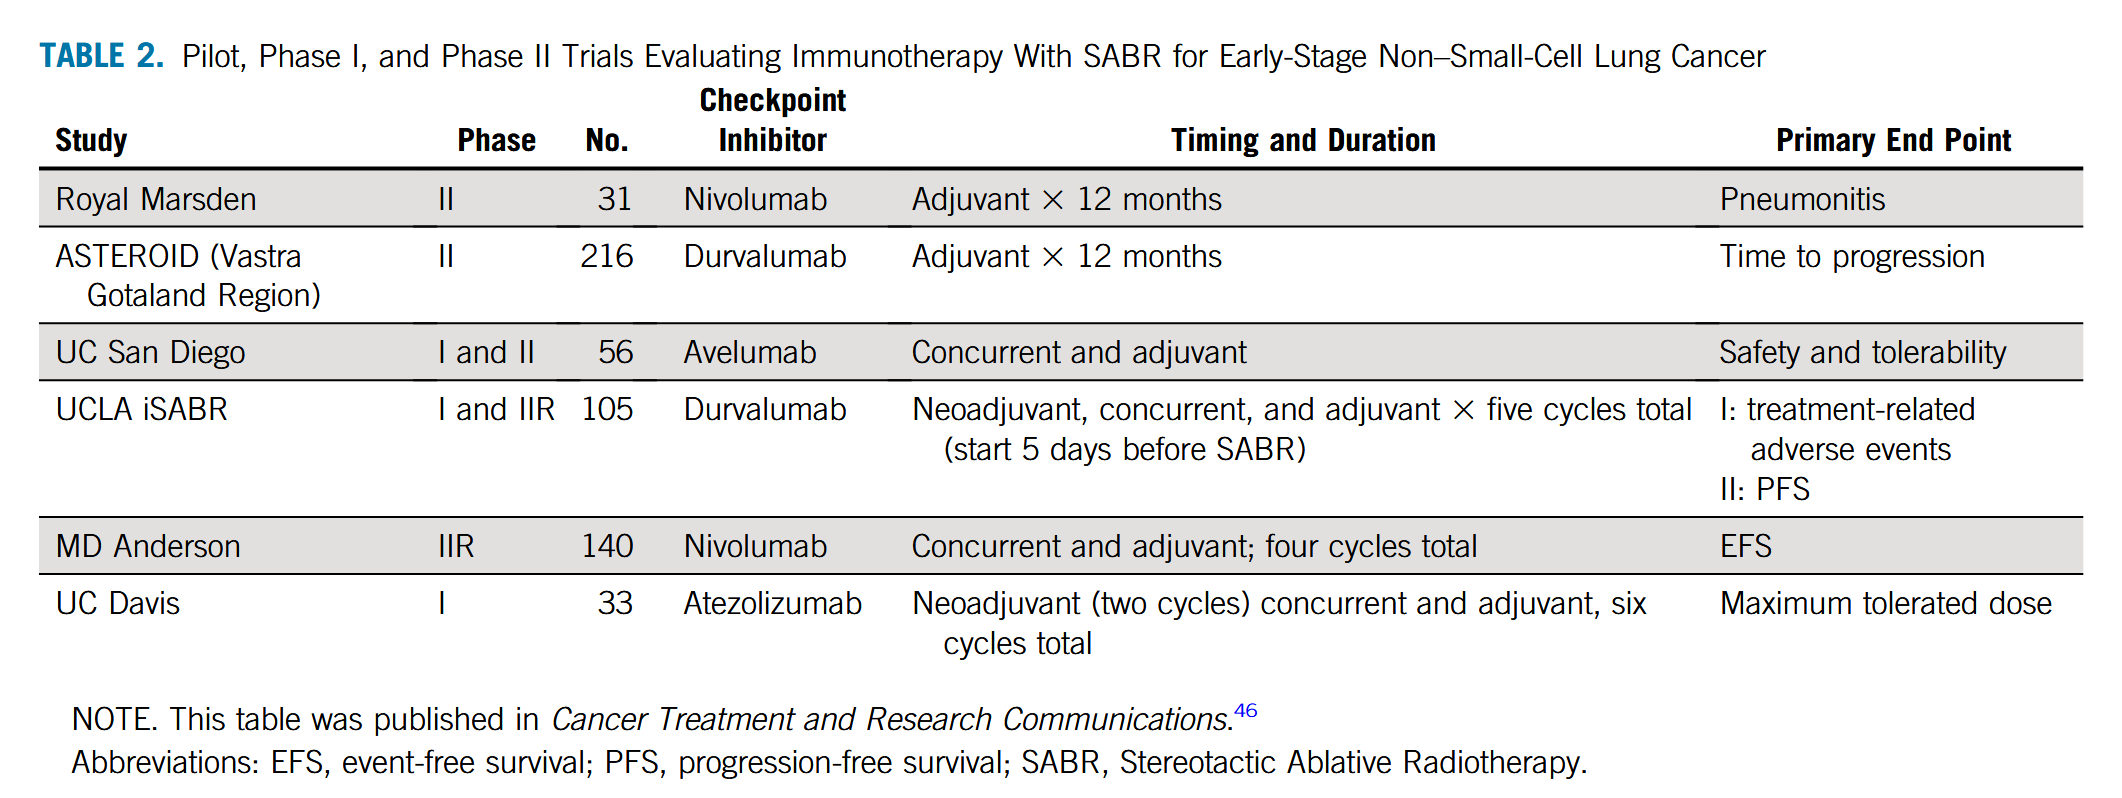 TABLE 2. Pilot, Phase I, and Phase II Trials Evaluating Immunotherapy With SABR for Early-Stage Non–Small-Cell Lung Cancer
Checkpoint
Study Phase No. Inhibitor Timing and Duration Primary End Point
Royal Marsden II 31 Nivolumab Adjuvant × 12 months Pneumonitis
ASTEROID (Vastra II 216 Durvalumab Adjuvant × 12 months Time to progression
Gotaland Region)
UC San Diego I and II 56 Avelumab Concurrent and adjuvant Safety and tolerability
UCLA iSABR I and IIR 105 Durvalumab Neoadjuvant, concurrent, and adjuvant × five cycles total I: treatment-related
(start 5 days before SABR) adverse events
II: PFS
MD Anderson IIR 140 Nivolumab Concurrent and adjuvant; four cycles total EFS
UC Davis I 33 Atezolizumab Neoadjuvant (two cycles) concurrent and adjuvant, six Maximum tolerated dose
cycles total
NOTE. This table was published in Cancer Treatment and Research Communications.46
Abbreviations: EFS, event-free survival; PFS, progression-free survival; SABR, Stereotactic Ablative Radiotherapy.